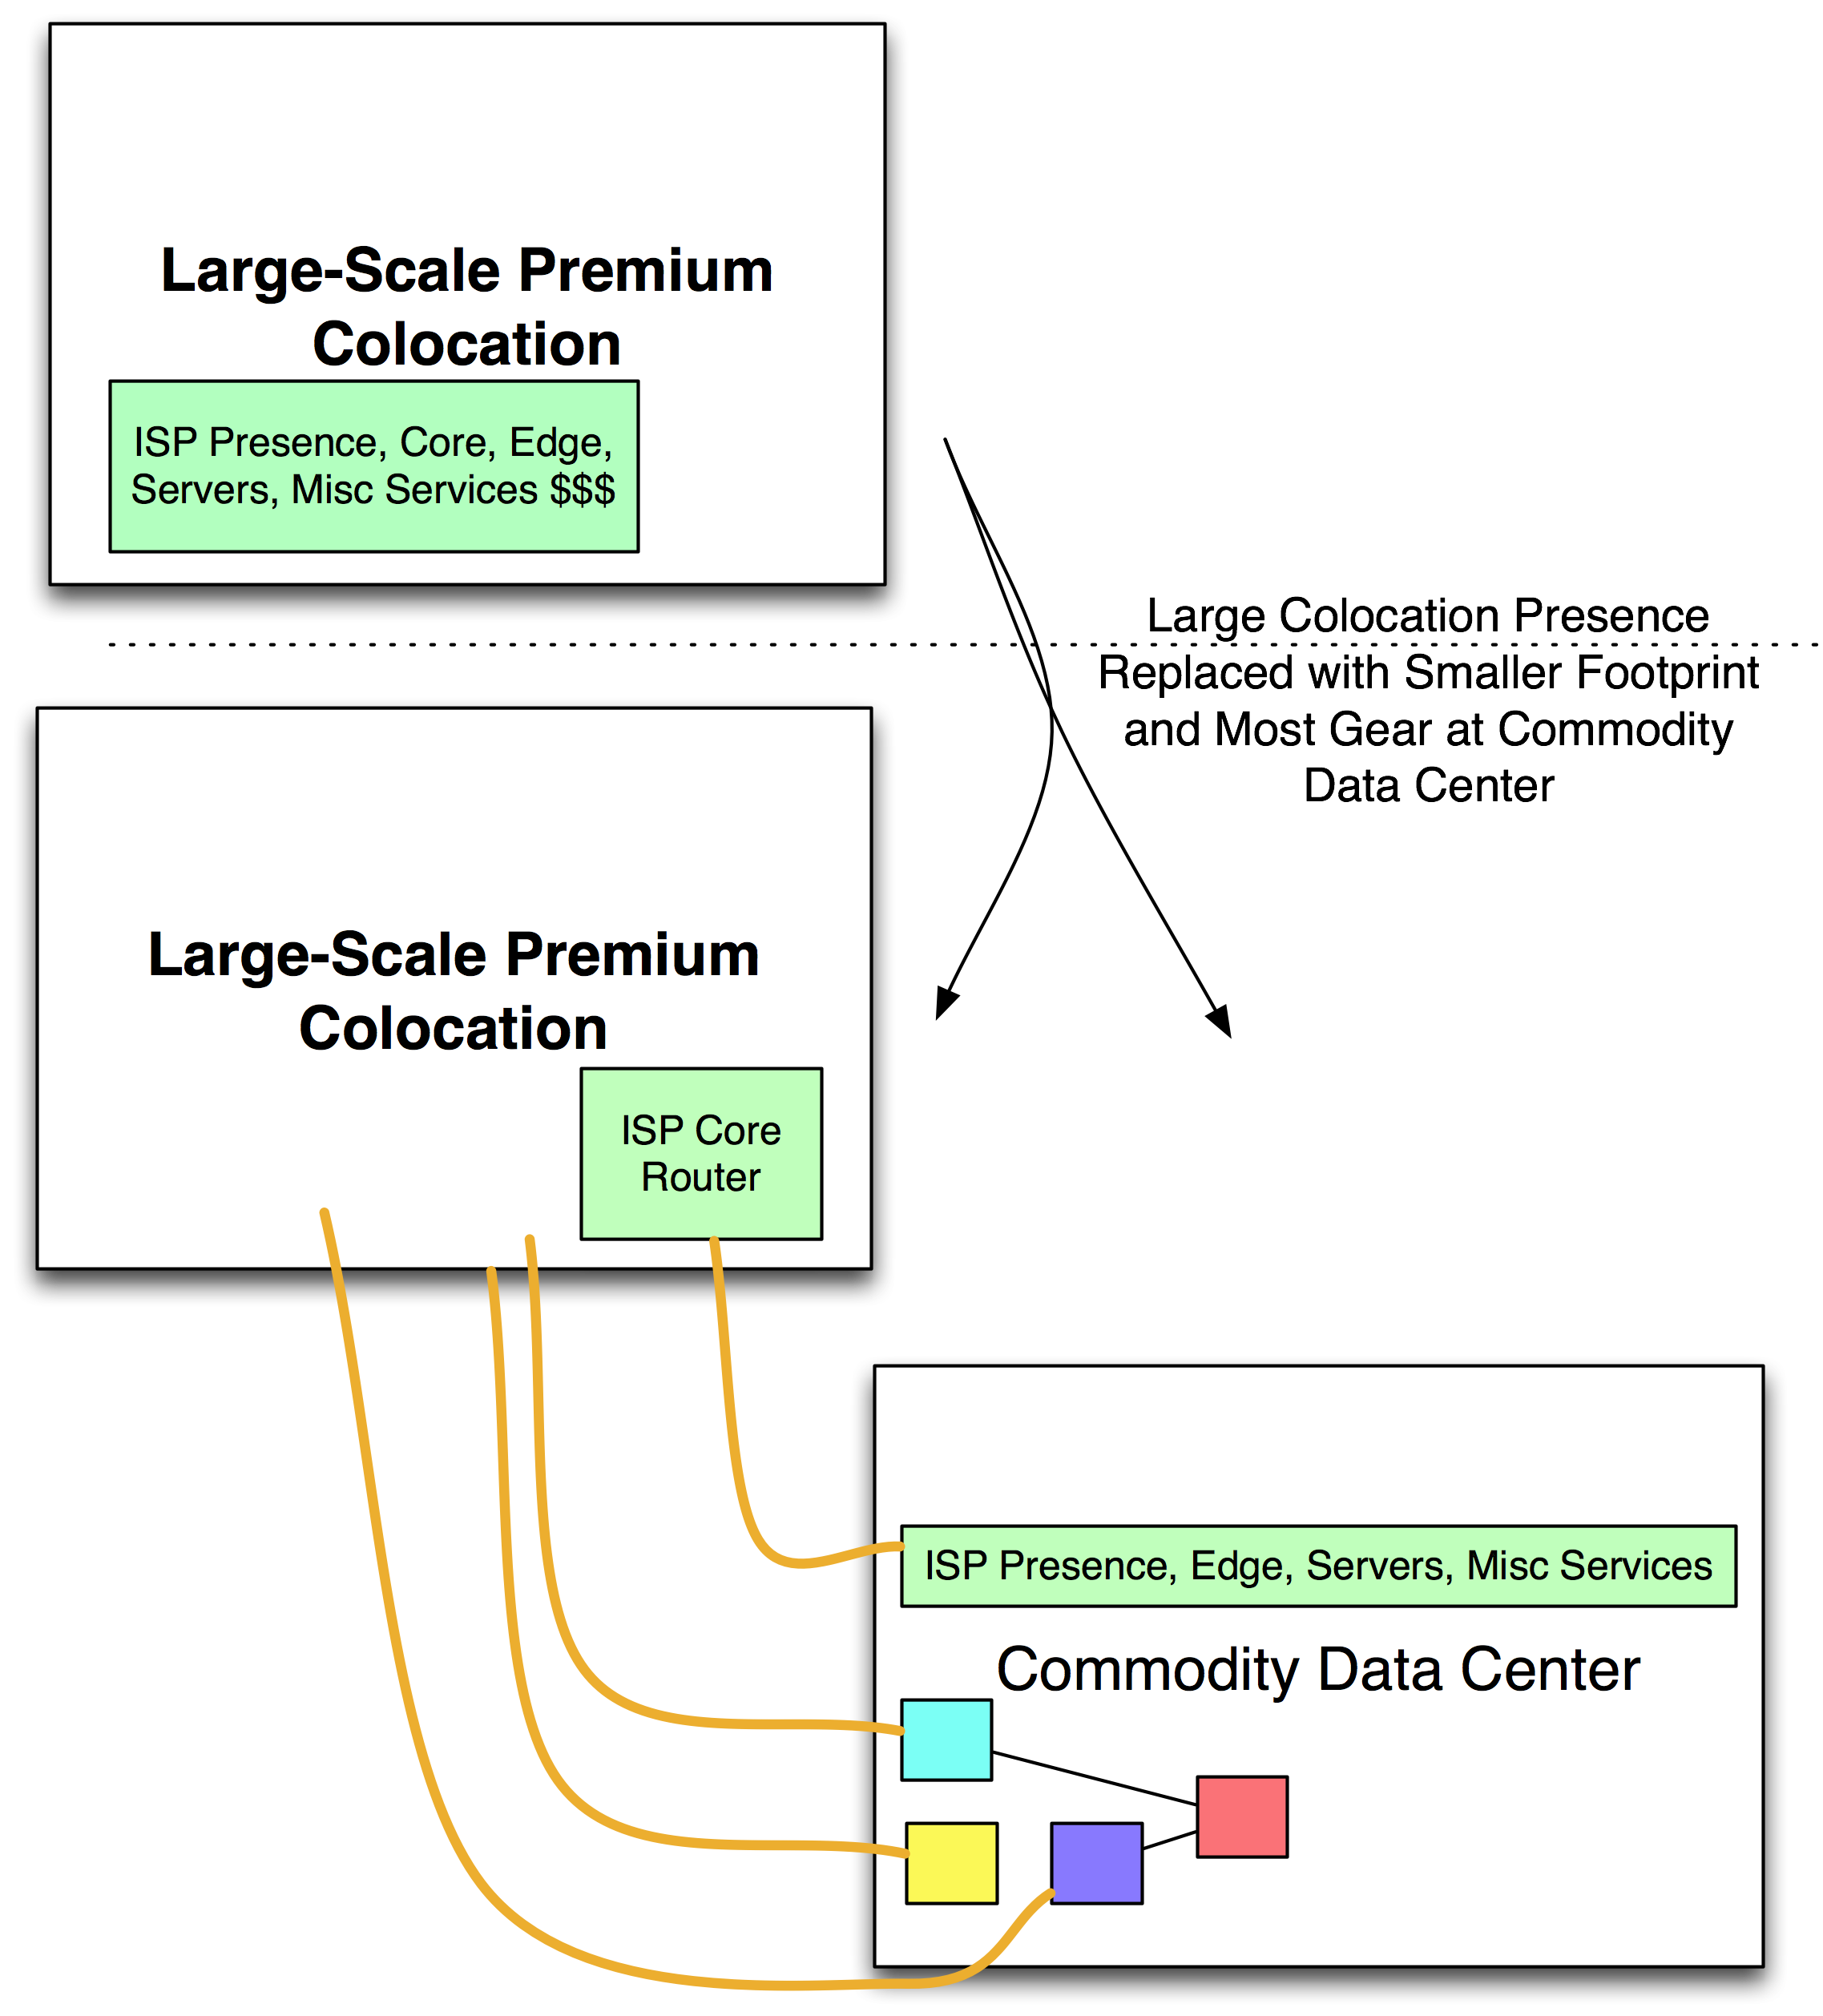 Large-Scale Premium
Colocation
ISP Presence, Core, Edge,
Servers, Misc Services $$$
Large Colocation Presence
Replaced with Smaller Footprint
and Most Gear at Commodity
Data Center
Large-Scale Premium
Colocation
ISP Core
Router
ISP Presence, Edge, Servers, Misc Services
Commodity Data Center